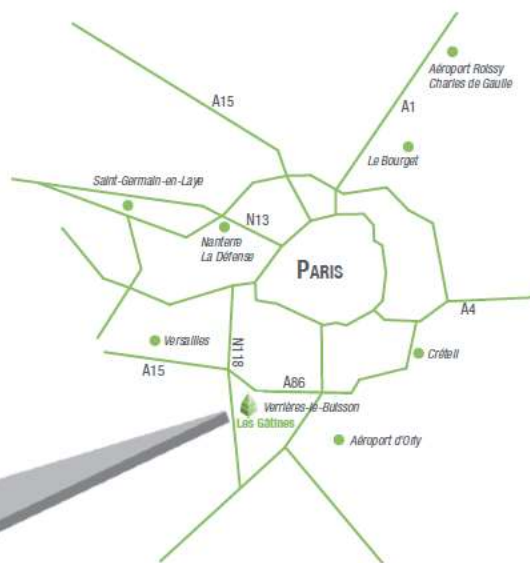 Aéroport Roissy
Charles de Gaulle
A15
A1
Le Bourget
Saint-Germain-en-Laye
N13
Nanterre
La Défense
PARIS
A4
Versailles
N118
A15
Créteil
A86
Verrières-le-Buisson
Les Gâtines
Aéroport d'Orly